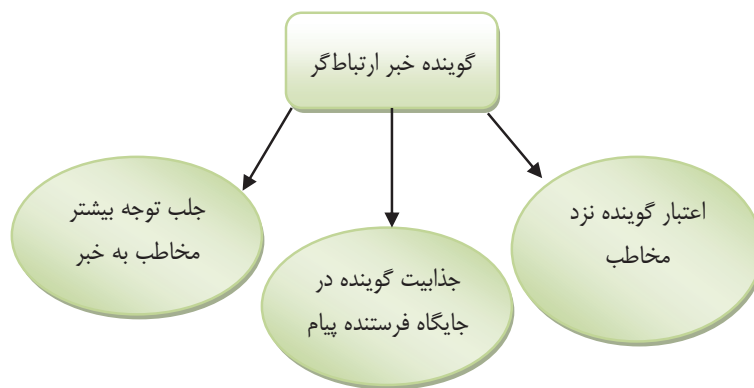 گوینده خبر ارتباط‌گر
اعتبار گوینده نزد
مخاطب
جذابیت گوینده در
جایگاه فرستنده پیام
جلب توجه بیشتر
مخاطب به خبر